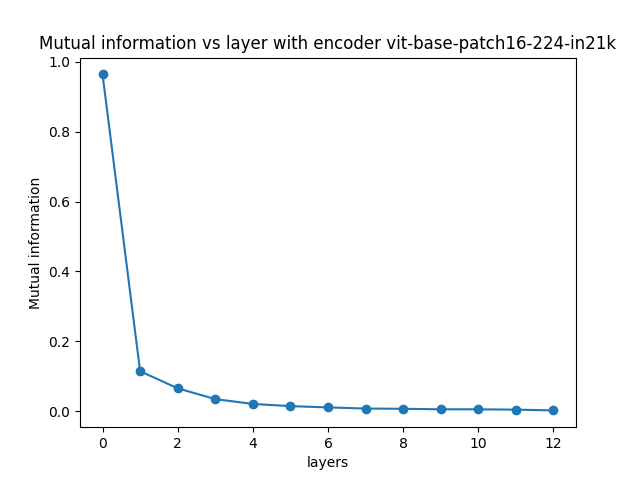 Mutual information vs layer with encoder vit-base-patch16-224-in21k
1.0
0.8
0.6
0.4
0.2
0.0
Mutual information
0 2 4 6 8 10 12
layers